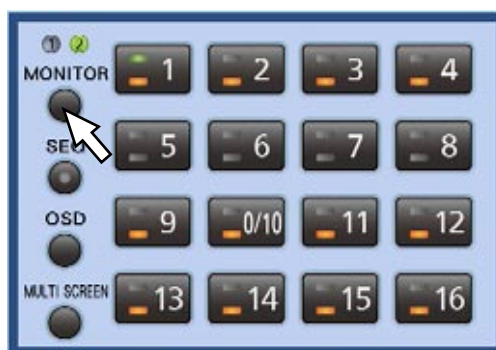 1 2
MONITOR 1 2 3 4
SEQ 5 6 7 8
OSD 9 0/10 11 12
MULTI SCREEN 13 14 15 16